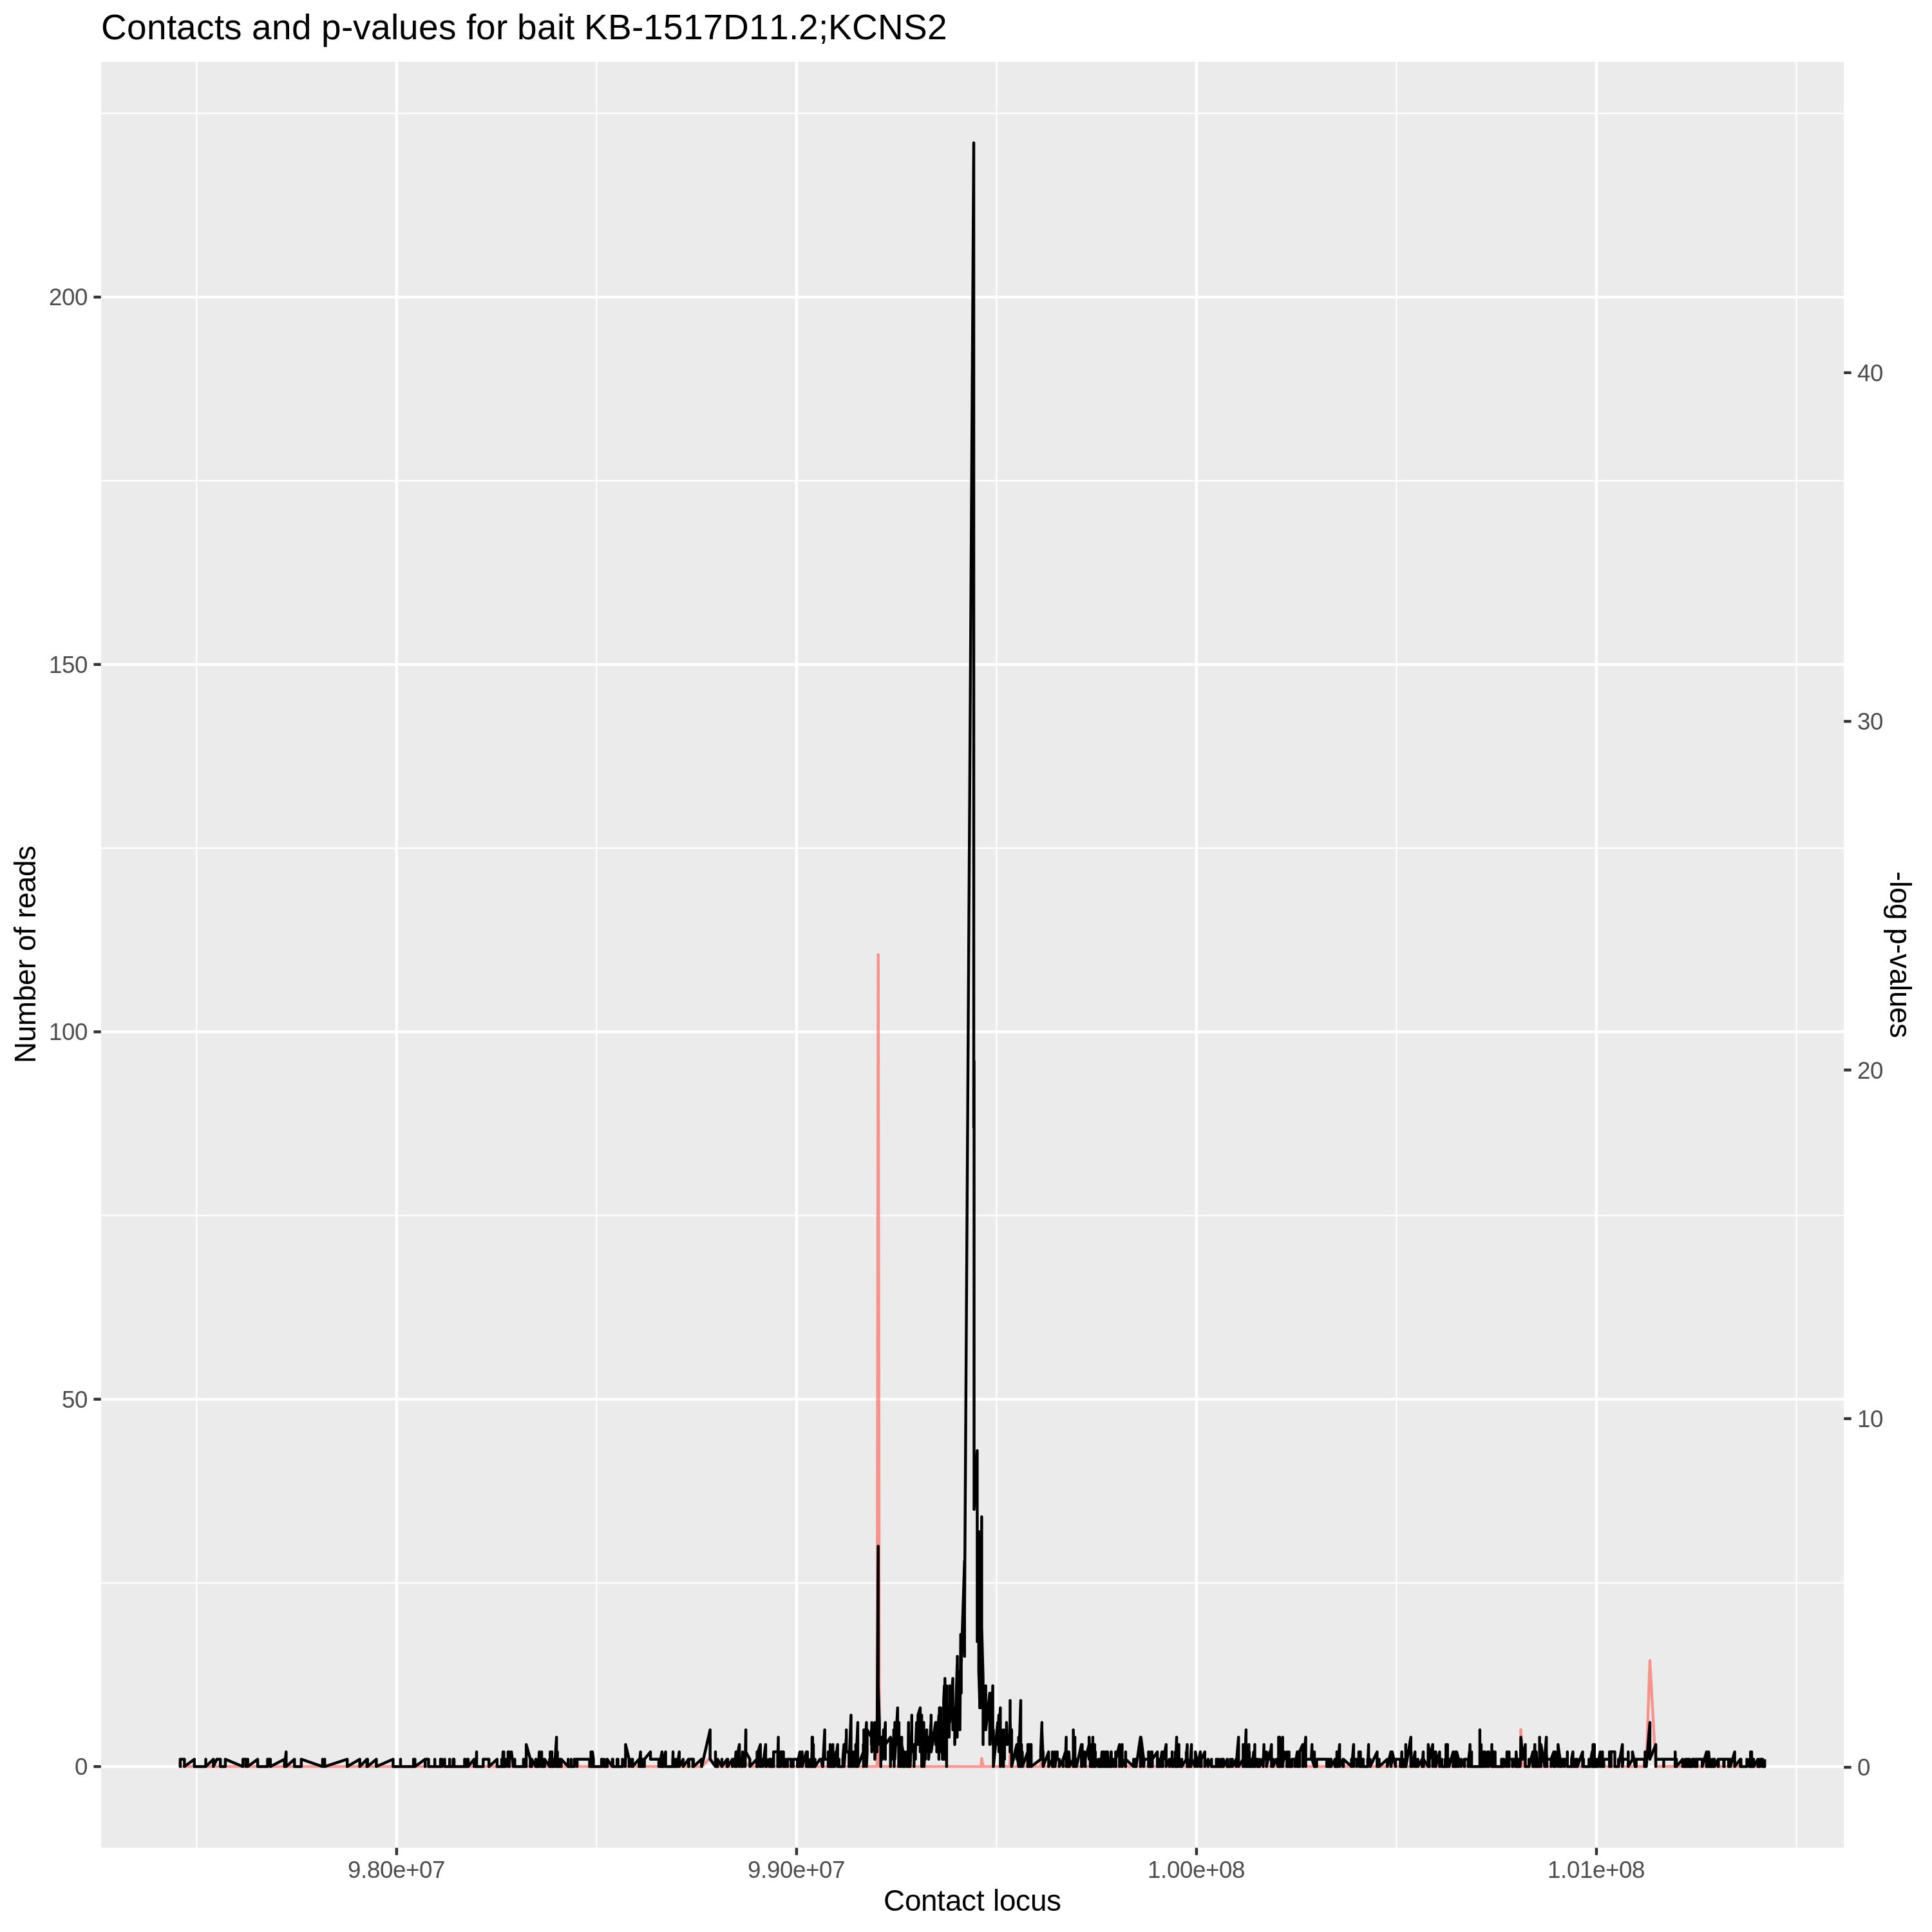 Contacts and p-values for bait KB-1517D11.2;KCNS2
Number of reads
200
150
100
50
0
40
30
20
10
0
-log p-values
9.80e+07
9.90e+07
1.00e+08
1.01e+08
Contact locus